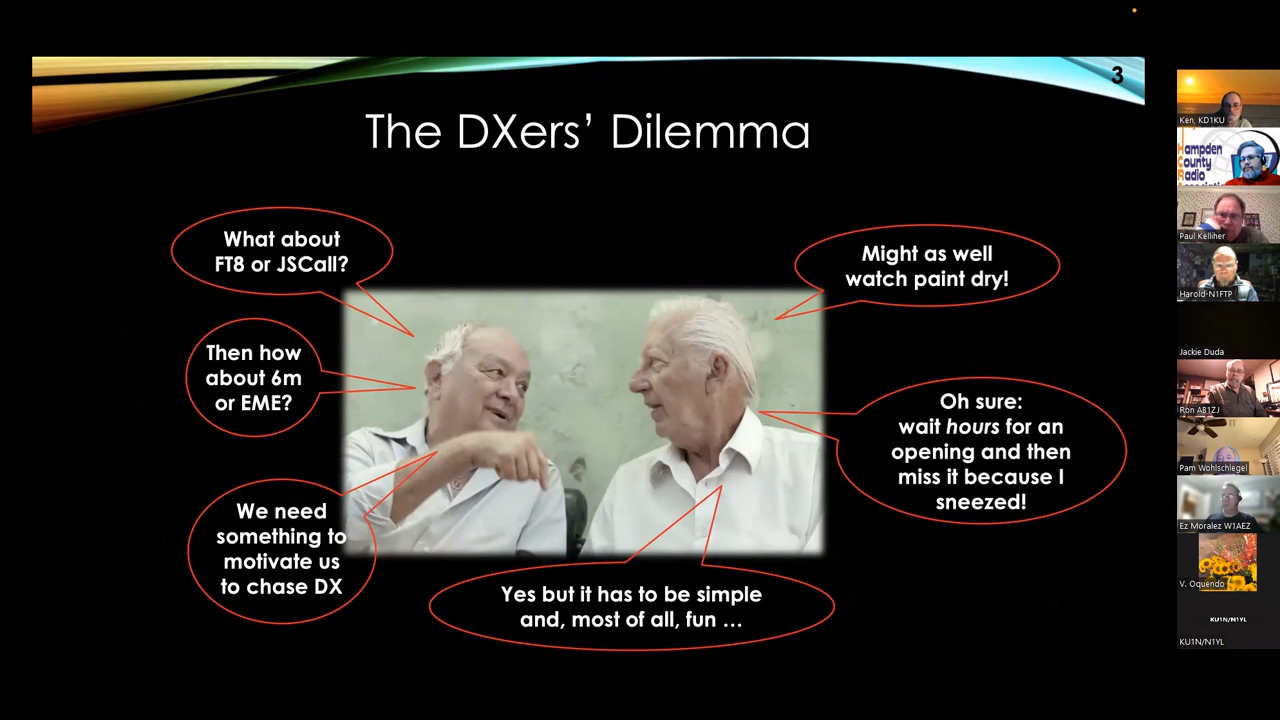 3
The DXers’ Dilemma
What about
FT8 or JSCall?
Might as well
watch paint dry!
Then how
about 6m
or EME?
Oh sure:
wait hours for an
opening and then
miss it because I
sneezed!
We need
something to
motivate us
to chase DX
Yes but it has to be simple
and, most of all, fun …
Ken, KD1KU
Hampden
County
Radio
Paul Kelliher
Harold-N1FTP
Jackie Duda
Ron AB1ZJ
Pam Wohlschlegel
Ez Moralez W1AEZ
V. Oquendo
KU1N/N1YL
KU1N/N1YL